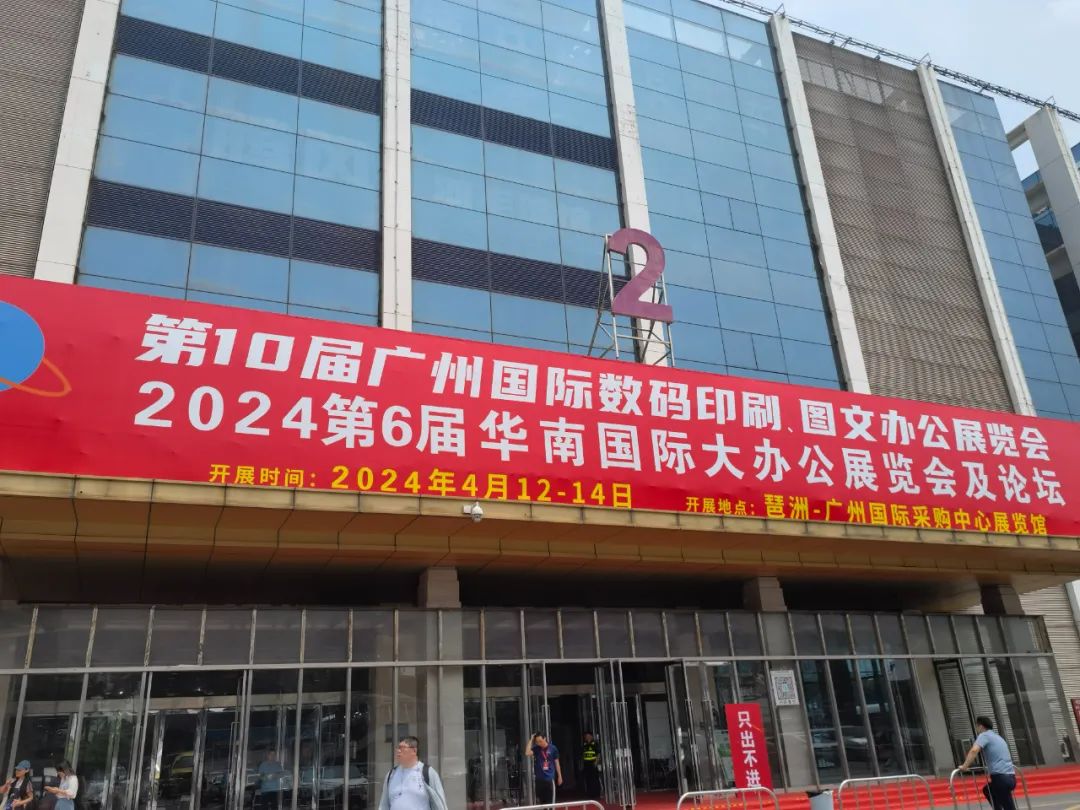 2
第10届广州国际数码印刷、图文办公展览会
2024第6届华南国际大办公展览会及论坛
开展时间：2024年4月12-14日
开展地点：琶洲-广州国际采购中心展览馆
只出不进